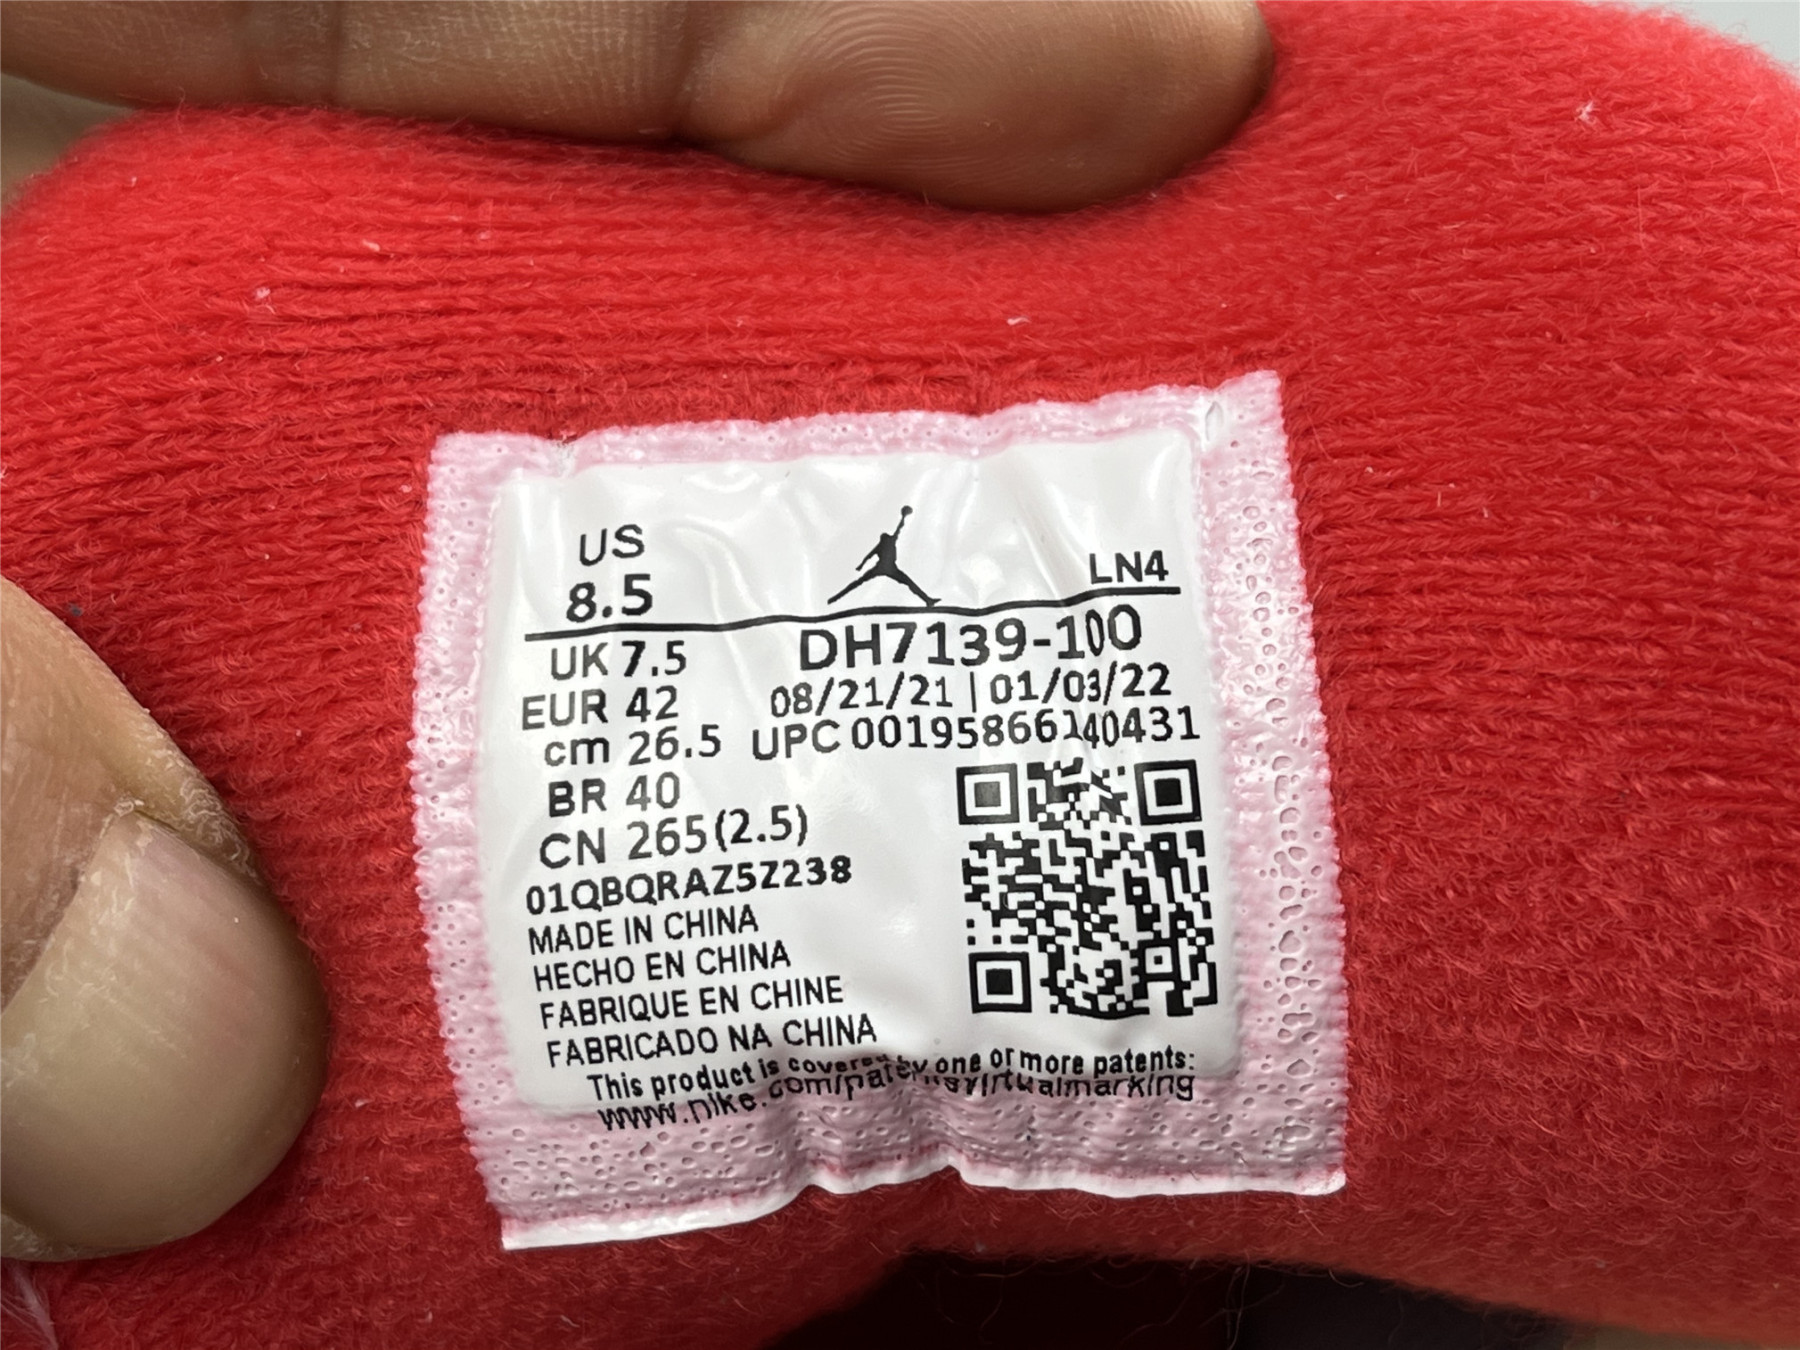 US
8.5
LN4
UK 7.5
DH7139-100
EUR 42
08/21/21 | 01/03/22
cm 26.5
UPC 00195866140431
BR 40
CN 265(2.5)
01QBQRAZ5Z238
MADE IN CHINA
HECHO EN CHINA
FABRIQUE EN CHINE
FABRICADO NA CHINA
This product is covered by one or more patents:
www.nike.com/patentsvirtualmarking